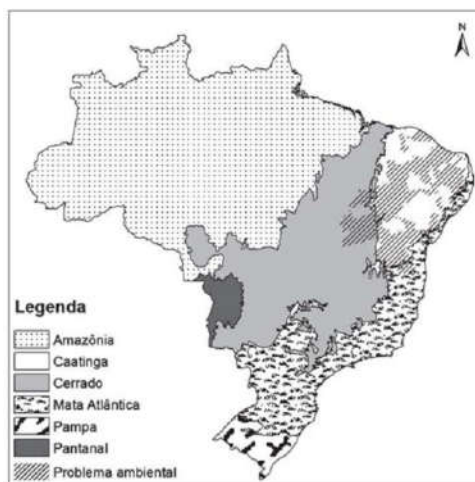 N
Legenda
Amazônia
Caatinga
Cerrado
Mata Atlântica
Pampa
Pantanal
Problema ambiental